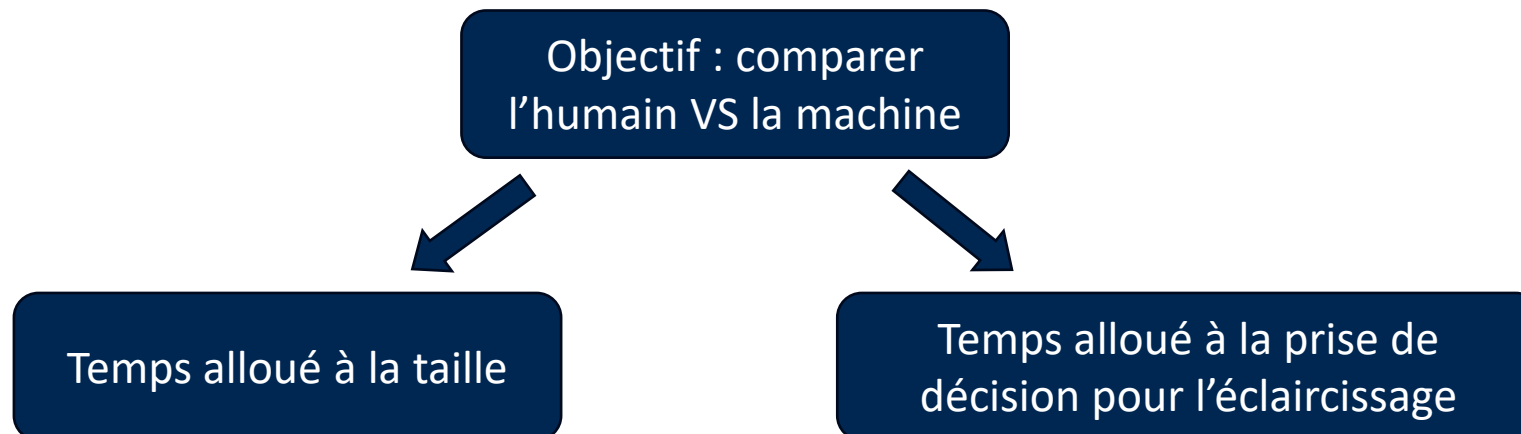 Objectif : comparer
l’humain VS la machine
Temps alloué à la taille
Temps alloué à la prise de
décision pour l’éclaircissage